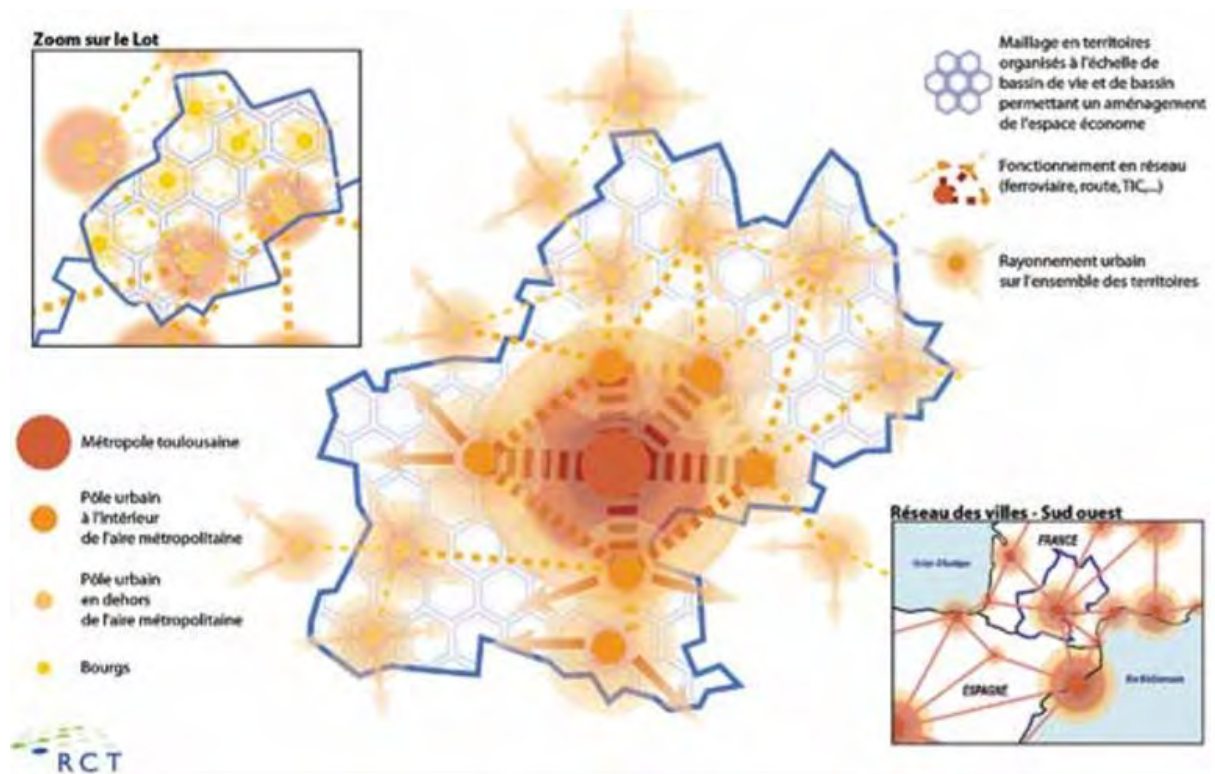 Zoom sur le Lot
Maillage en territoires
organisés à l'échelle de
bassin de vie et de bassin
permettant un aménagement
de l'espace économe
Fonctionnement en réseau
(ferroviaire, route, TIC,...)
Rayonnement urbain
sur l'ensemble des territoires
Métropole toulousaine
Pôle urbain
à l'intérieur
de l'aire métropolitaine
Pôle urbain
en dehors
de l'aire métropolitaine
Bourgs
Réseau des villes - Sud ouest
FRANCE
ESPAGNE
RCT